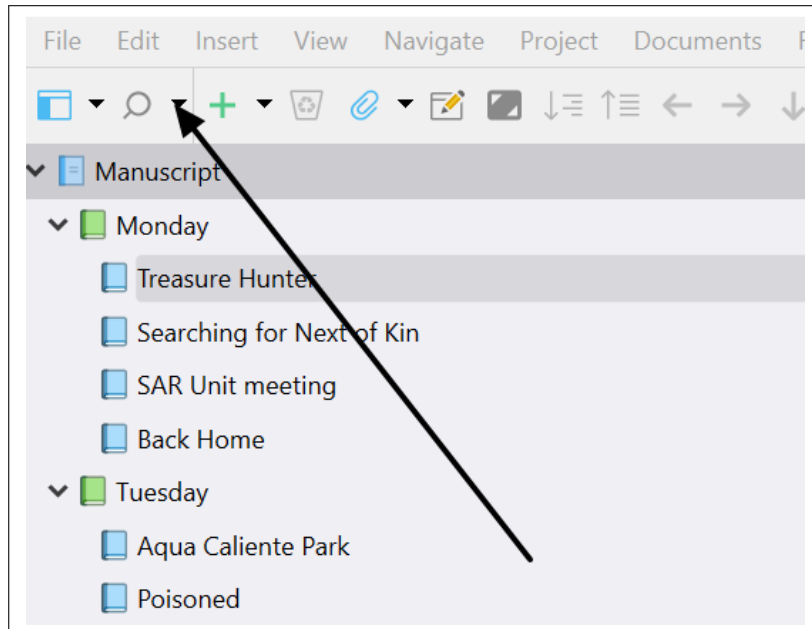 File Edit Insert View Navigate Project Documents
Manuscript
Monday
Treasure Hunter
Searching for Next of Kin
SAR Unit meeting
Back Home
Tuesday
Aqua Caliente Park
Poisoned